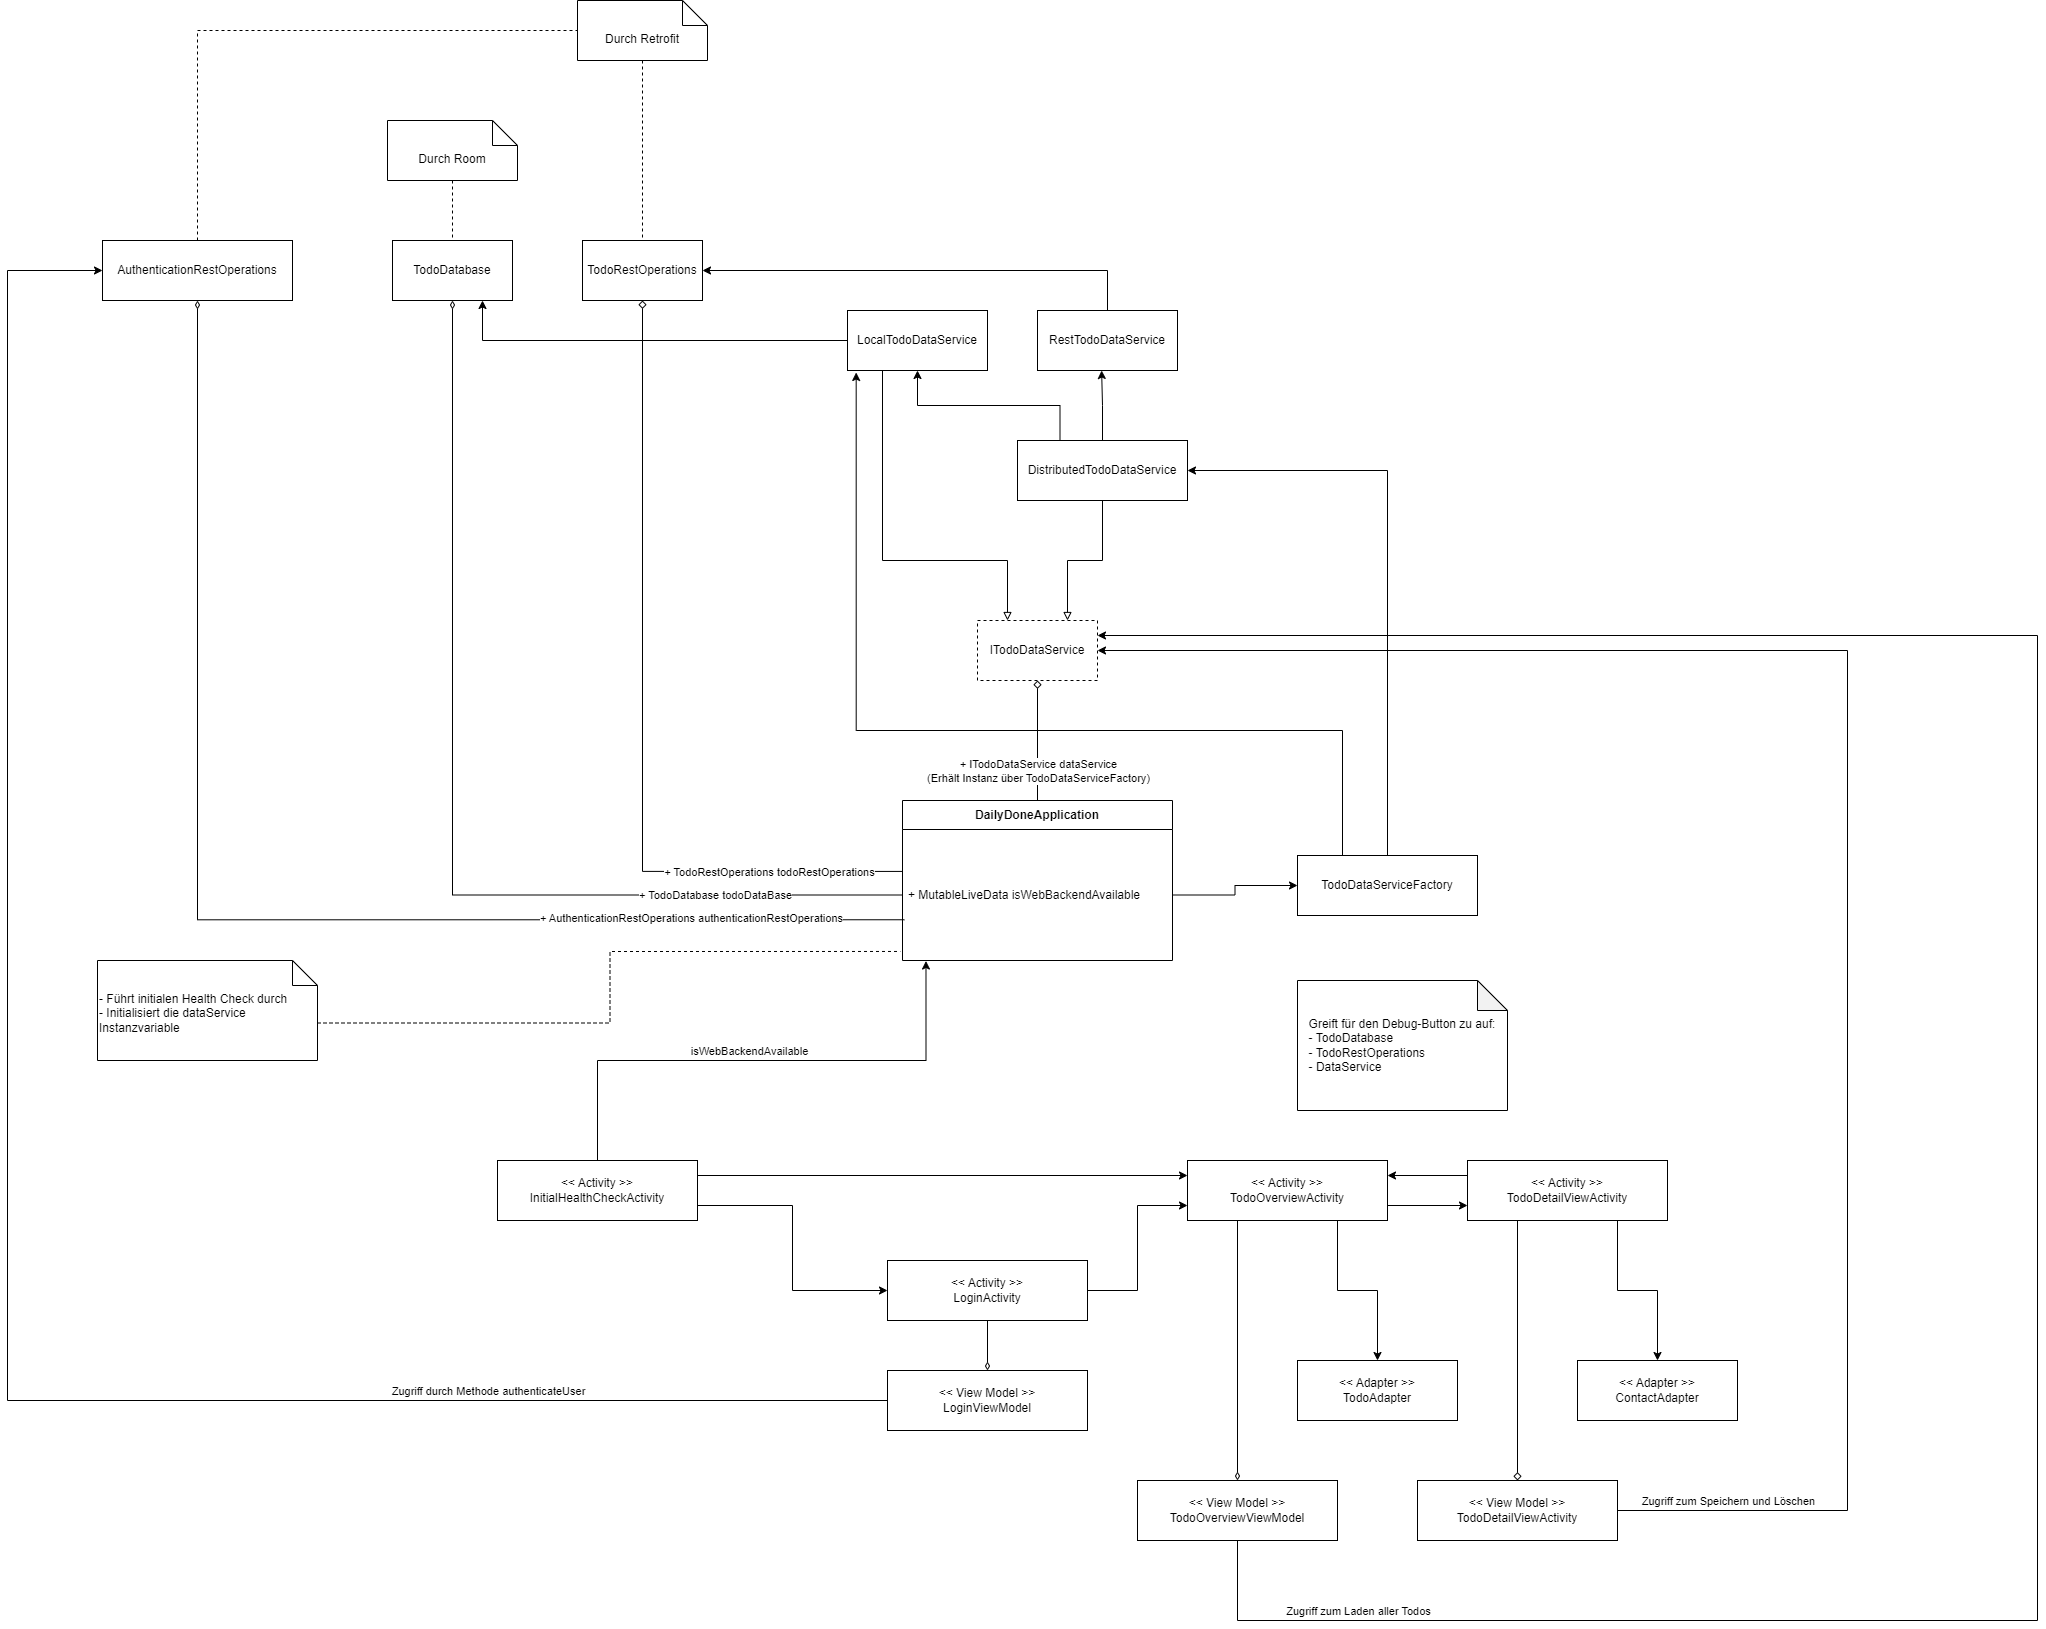 Durch Retrofit
Durch Room
AuthenticationRestOperations
TodoDatabase
TodoRestOperations
LocalTodoDataService
RestTodoDataService
DistributedTodoDataService
ITodoDataService
+ ITodoDataService dataService
(Erhält Instanz über TodoDataServiceFactory)
DailyDoneApplication
+ TodoRestOperations todoRestOperations
+ TodoDatabase todoDataBase
+ MutableLiveData isWebBackendAvailable
TodoDataServiceFactory
+ AuthenticationRestOperations authenticationRestOperations
- Führt initialen Health Check durch
- Initialisiert die dataService
Instanzvariable
Greift für den Debug-Button zu auf:
- TodoDatabase
- TodoRestOperations
- DataService
isWebBackendAvailable
<< Activity >>
InitialHealthCheckActivity
<< Activity >>
TodoOverviewActivity
<< Activity >>
TodoDetailViewActivity
<< Activity >>
LoginActivity
Zugriff durch Methode authenticateUser
<< View Model >>
LoginViewModel
<< Adapter >>
TodoAdapter
<< Adapter >>
ContactAdapter
<< View Model >>
TodoOverviewViewModel
<< View Model >>
TodoDetailViewActivity
Zugriff zum Speichern und Löschen
Zugriff zum Laden aller Todos